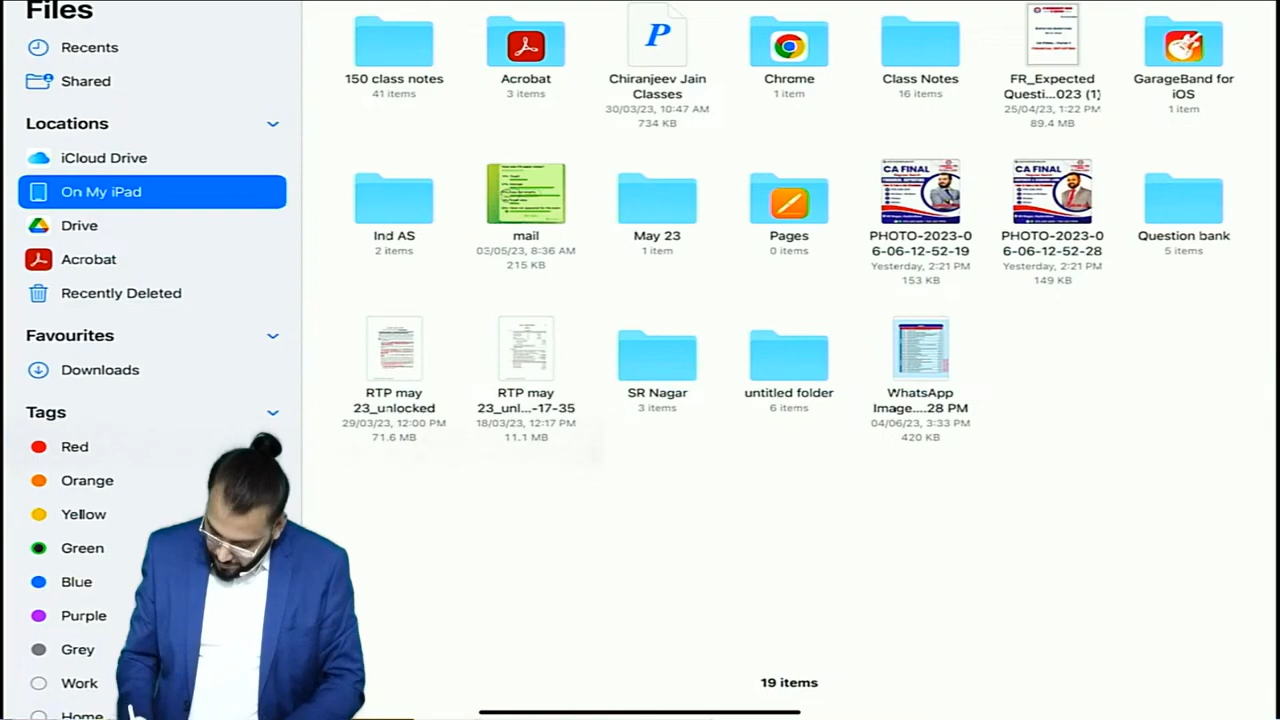 Files
Recents
Shared
Locations
iCloud Drive
On My iPad
Drive
Acrobat
Recently Deleted
Favourites
Downloads
Tags
Red
Orange
Yellow
Green
Blue
Purple
Grey
Work
Home
150 class notes
41 items
Acrobat
3 items
P
Chiranjeev Jain
Classes
30/03/23, 10:47 AM
734 KB
Chrome
1 item
Class Notes
16 items
FR_Expected
Questi...023 (1)
25/04/23, 1:22 PM
89.4 MB
GarageBand for
iOS
1 item
Ind AS
2 items
mail
03/05/23, 8:36 AM
215 KB
May 23
1 item
Pages
0 items
CA FINAL
PHOTO-2023-0
6-06-12-52-19
Yesterday, 2:21 PM
153 KB
CA FINAL
PHOTO-2023-0
6-06-12-52-28
Yesterday, 2:21 PM
149 KB
Question bank
5 items
RTP may
23_unlocked
29/03/23, 12:00 PM
71.6 MB
RTP may
23_unl...-17-35
18/03/23, 12:17 PM
11.1 MB
SR Nagar
3 items
untitled folder
6 items
WhatsApp
Image....28 PM
04/06/23, 3:33 PM
420 KB
19 items